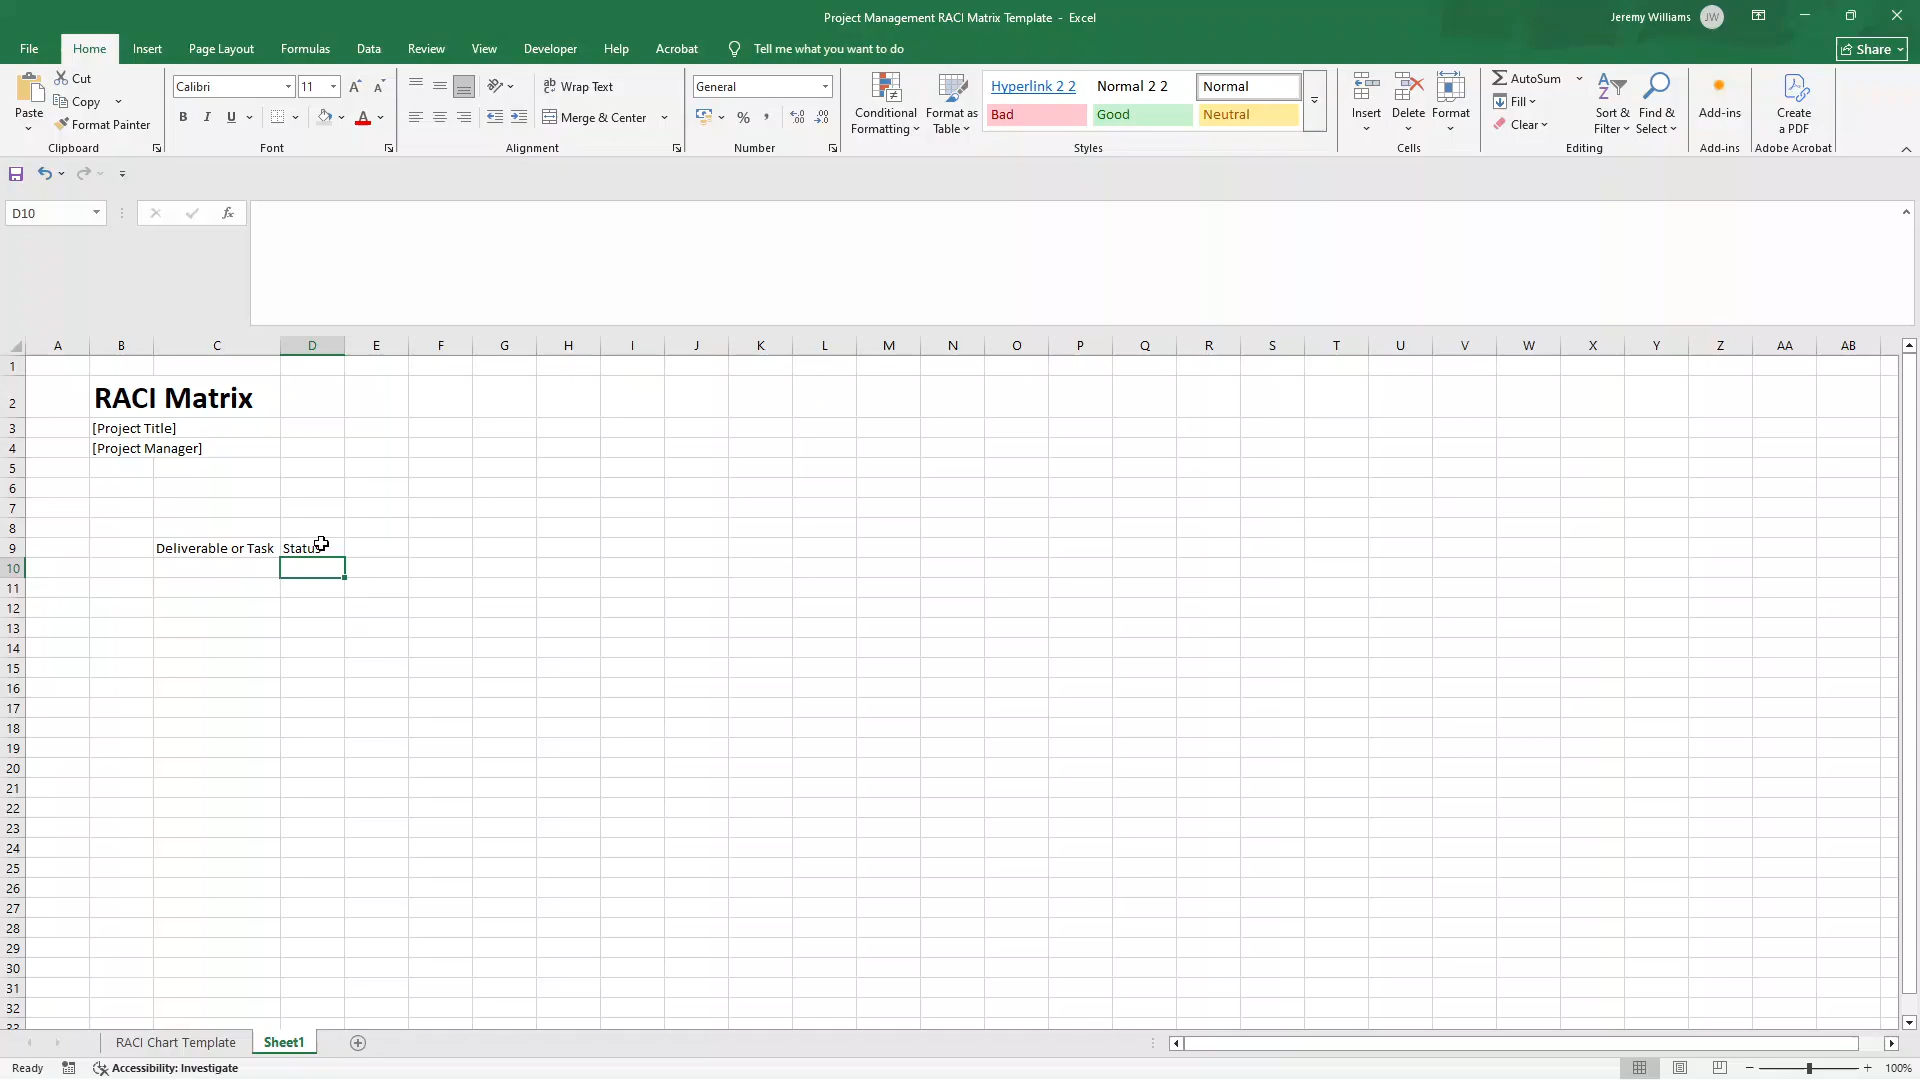 Project Management RACI Matrix Template - Excel
Jeremy Williams JW
File Home Insert Page Layout Formulas Data Review View Developer Help Acrobat Tell me what you want to do
Share
Paste
Cut
Copy
Format Painter
Clipboard
Calibri 11
B I U
Font
Wrap Text
Merge & Center
Alignment
General
Number
Conditional Formatting
Format as Table
Hyperlink 2 2 Normal 2 2 Normal
Bad Good Neutral
Styles
Insert Delete Format
Cells
AutoSum
Fill
Clear
Sort & Filter
Find & Select
Editing
Add-ins
Add-ins
Create a PDF
Adobe Acrobat
D10
fx
A B C D E F G H I J K L M N O P Q R S T U V W X Y Z AA AB
1
2 RACI Matrix
3 [Project Title]
4 [Project Manager]
5
6
7
8
9 Deliverable or Task Status
10
11
12
13
14
15
16
17
18
19
20
21
22
23
24
25
26
27
28
29
30
31
32
33
RACI Chart Template Sheet1
Ready Accessibility: Investigate 100%